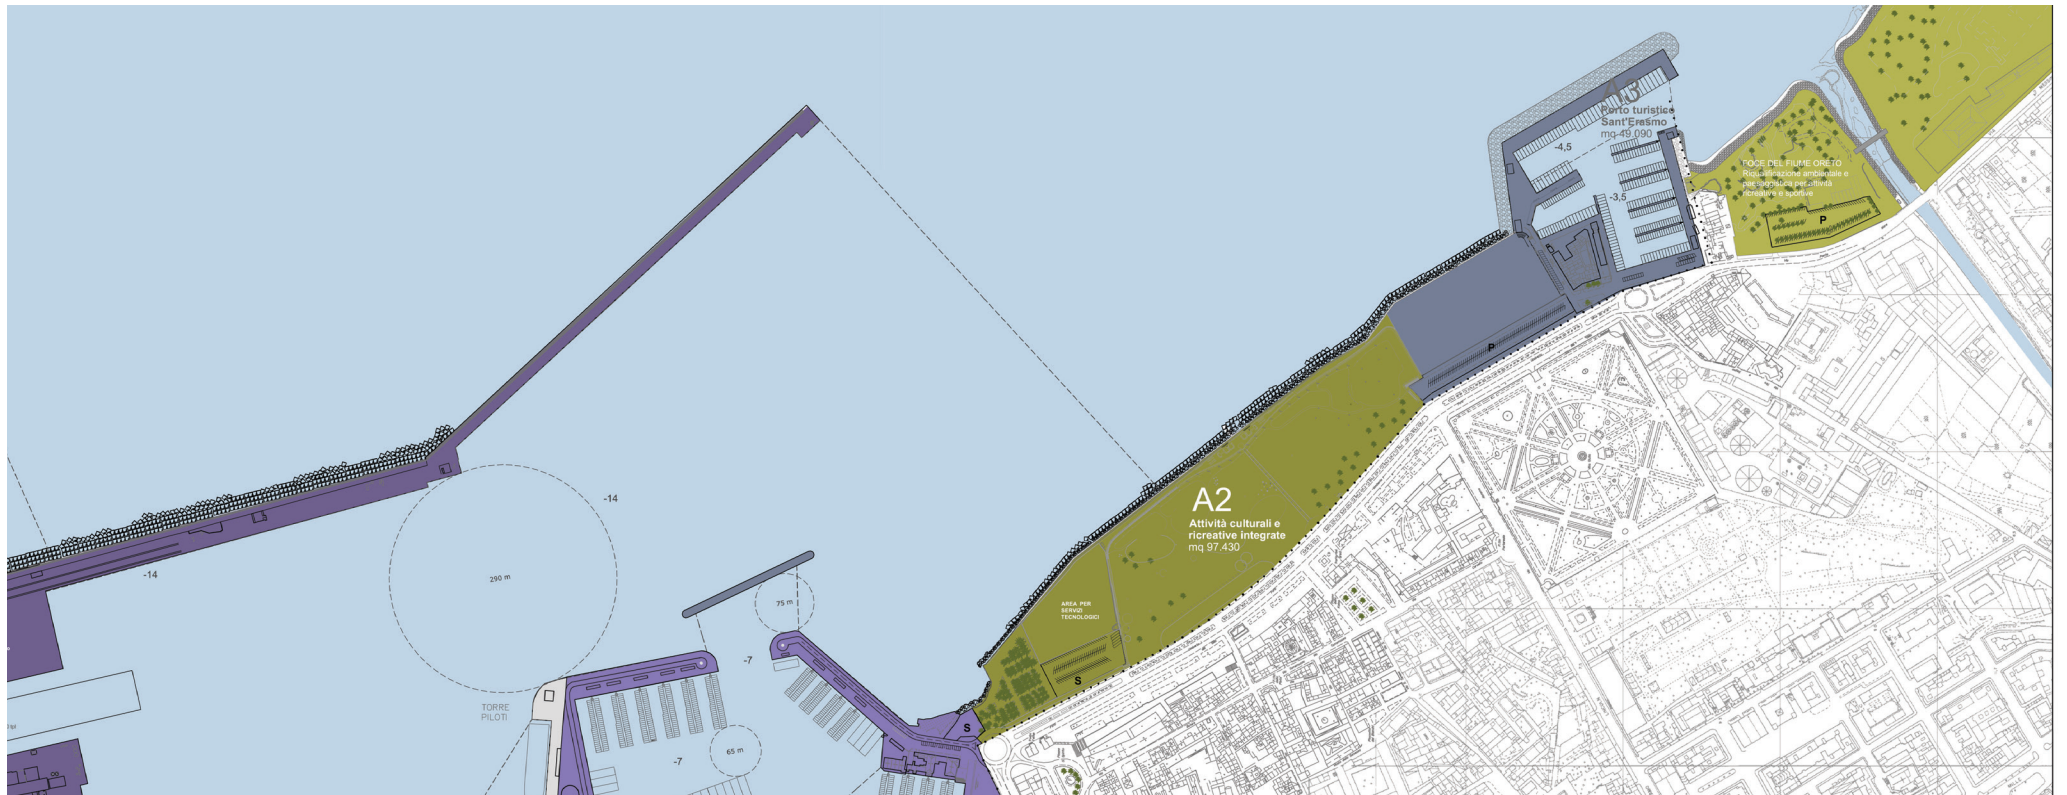 A3
Porto turistico
Sant'Erasmo
mq 49.090
-4,5
-3,5
FOCE DEL FIUME ORETO
Riqualificazione ambientale e
paesaggistica per attività
ricreative e sportive
P
P
A2
Attività culturali e
ricreative integrate
mq 97.430
-14
290 m
-14
75 m
AREA PER
SERVIZI
TECNOLOGICI
-7
S
S
TORRE
PILOTI
65 m
-7